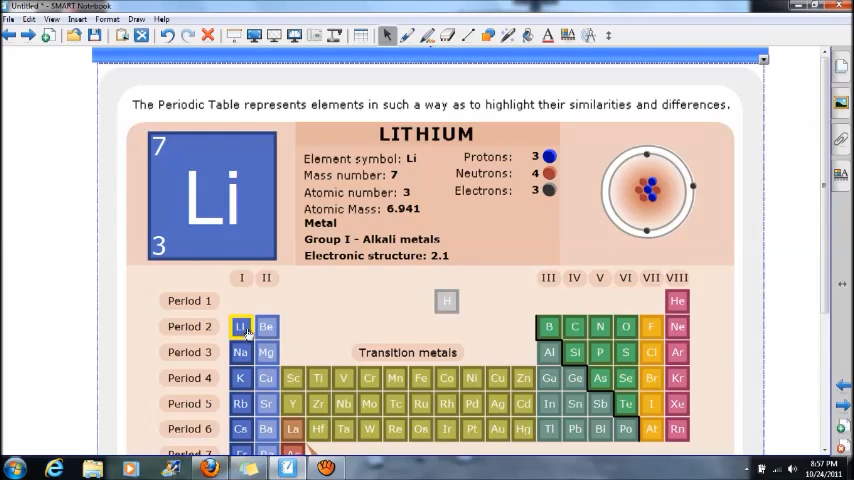 Untitled * - SMART Notebook
File Edit View Insert Format Draw Help
The Periodic Table represents elements in such a way as to highlight their similarities and differences.
7
Li
3
LITHIUM
Element symbol: Li
Mass number: 7
Atomic number: 3
Atomic Mass: 6.941
Metal
Group I - Alkali metals
Electronic structure: 2.1
Protons: 3
Neutrons: 4
Electrons: 3
I II III IV V VI VII VIII
Period 1 H He
Period 2 Li Be B C N O F Ne
Period 3 Na Mg Transition metals Al Si P S Cl Ar
Period 4 K Cu Sc Ti V Cr Mn Fe Co Ni Cu Zn Gu Ge As Se Br Kr
Period 5 Rb Sr Y Zr Nb Mo Tc Ru Rh Pd Ag Cd In Sn Sb Te I Xe
Period 6 Cs Ba La Hf Ta W Re Os Ir Pt Au Hg Tl Pb Bi Po At Rn
Period 7 Fr Ra Ac
8:57 PM
10/24/2011